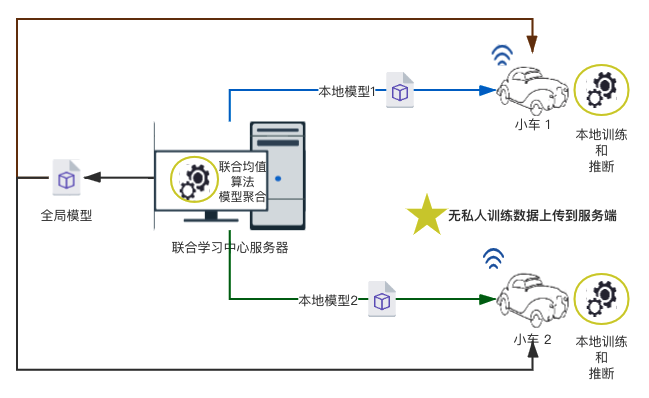 本地模型1
小车 1
本地训练
和
推断
联合均值
算法
模型聚合
全局模型
无私人训练数据上传到服务端
联合学习中心服务器
本地模型2
小车 2
本地训练
和
推断